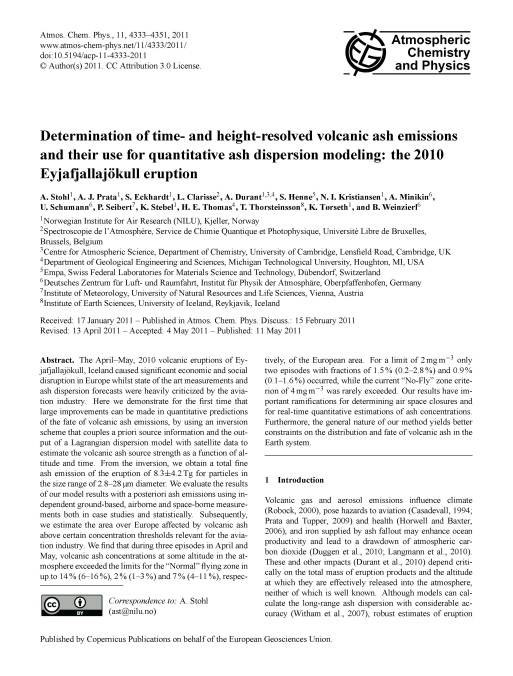 Atmos. Chem. Phys., 11, 4333–4351, 2011
www.atmos-chem-phys.net/11/4333/2011/
doi:10.5194/acp-11-4333-2011
© Author(s) 2011. CC Attribution 3.0 License.
Atmospheric
Chemistry
and Physics
Determination of time- and height-resolved volcanic ash emissions
and their use for quantitative ash dispersion modeling: the 2010
Eyjafjallajökull eruption
A. Stohl1, A. J. Prata1, S. Eckhardt1, L. Clarisse2, A. Durant1,3,4, S. Henne5, N. I. Kristiansen1, A. Minikin6,
U. Schumann6, P. Seibert7, K. Stebel1, H. E. Thomas4, T. Thorsteinsson8, K. Tørseth1, and B. Weinzierl6
1Norwegian Institute for Air Research (NILU), Kjeller, Norway
2Spectroscopie de l'Atmosphère, Service de Chimie Quantique et Photophysique, Université Libre de Bruxelles,
Brussels, Belgium
3Centre for Atmospheric Science, Department of Chemistry, University of Cambridge, Lensfield Road, Cambridge, UK
4Department of Geological Engineering and Sciences, Michigan Technological University, Houghton, MI, USA
5Empa, Swiss Federal Laboratories for Materials Science and Technology, Dübendorf, Switzerland
6Deutsches Zentrum für Luft- und Raumfahrt, Institut für Physik der Atmosphäre, Oberpfaffenhofen, Germany
7Institute of Meteorology, University of Natural Resources and Life Sciences, Vienna, Austria
8Institute of Earth Sciences, University of Iceland, Reykjavik, Iceland
Received: 17 January 2011 – Published in Atmos. Chem. Phys. Discuss.: 15 February 2011
Revised: 13 April 2011 – Accepted: 4 May 2011 – Published: 11 May 2011
Abstract. The April–May, 2010 volcanic eruptions of Ey-
jafjallajökull, Iceland caused significant economic and social
disruption in Europe whilst state of the art measurements and
ash dispersion forecasts were heavily criticized by the avia-
tion industry. Here we demonstrate for the first time that
large improvements can be made in quantitative predictions
of the fate of volcanic ash emissions, by using an inversion
scheme that couples a priori source information and the out-
put of a Lagrangian dispersion model with satellite data to
estimate the volcanic ash source strength as a function of al-
titude and time. From the inversion, we obtain a total fine
ash emission of the eruption of 8.3±4.2 Tg for particles in
the size range of 2.8–28 µm diameter. We evaluate the results
of our model results with a posteriori ash emissions using in-
dependent ground-based, airborne and space-borne measure-
ments both in case studies and statistically. Subsequently,
we estimate the area over Europe affected by volcanic ash
above certain concentration thresholds relevant for the avia-
tion industry. We find that during three episodes in April and
May, volcanic ash concentrations at some altitude in the at-
mosphere exceeded the limits for the "Normal" flying zone in
up to 14 % (6–16 %), 2 % (1–3 %) and 7 % (4–11 %), respec-
cc
BY
Correspondence to: A. Stohl
(ast@nilu.no)
tively, of the European area. For a limit of 2 mg m−3 only
two episodes with fractions of 1.5 % (0.2–2.8 %) and 0.9 %
(0.1–1.6 %) occurred, while the current "No-Fly" zone crite-
rion of 4 mg m−3 was rarely exceeded. Our results have im-
portant ramifications for determining air space closures and
for real-time quantitative estimations of ash concentrations.
Furthermore, the general nature of our method yields better
constraints on the distribution and fate of volcanic ash in the
Earth system.
1 Introduction
Volcanic gas and aerosol emissions influence climate
(Robock, 2000), pose hazards to aviation (Casadevall, 1994;
Prata and Tupper, 2009) and health (Horwell and Baxter,
2006), and iron supplied by ash fallout may enhance ocean
productivity and lead to a drawdown of atmospheric car-
bon dioxide (Duggen et al., 2010; Langmann et al., 2010).
These and other impacts (Durant et al., 2010) depend criti-
cally on the total mass of eruption products and the altitude
at which they are effectively released into the atmosphere,
neither of which is well known. Although models can cal-
culate the long-range ash dispersion with considerable ac-
curacy (Witham et al., 2007), robust estimates of eruption
Published by Copernicus Publications on behalf of the European Geosciences Union.